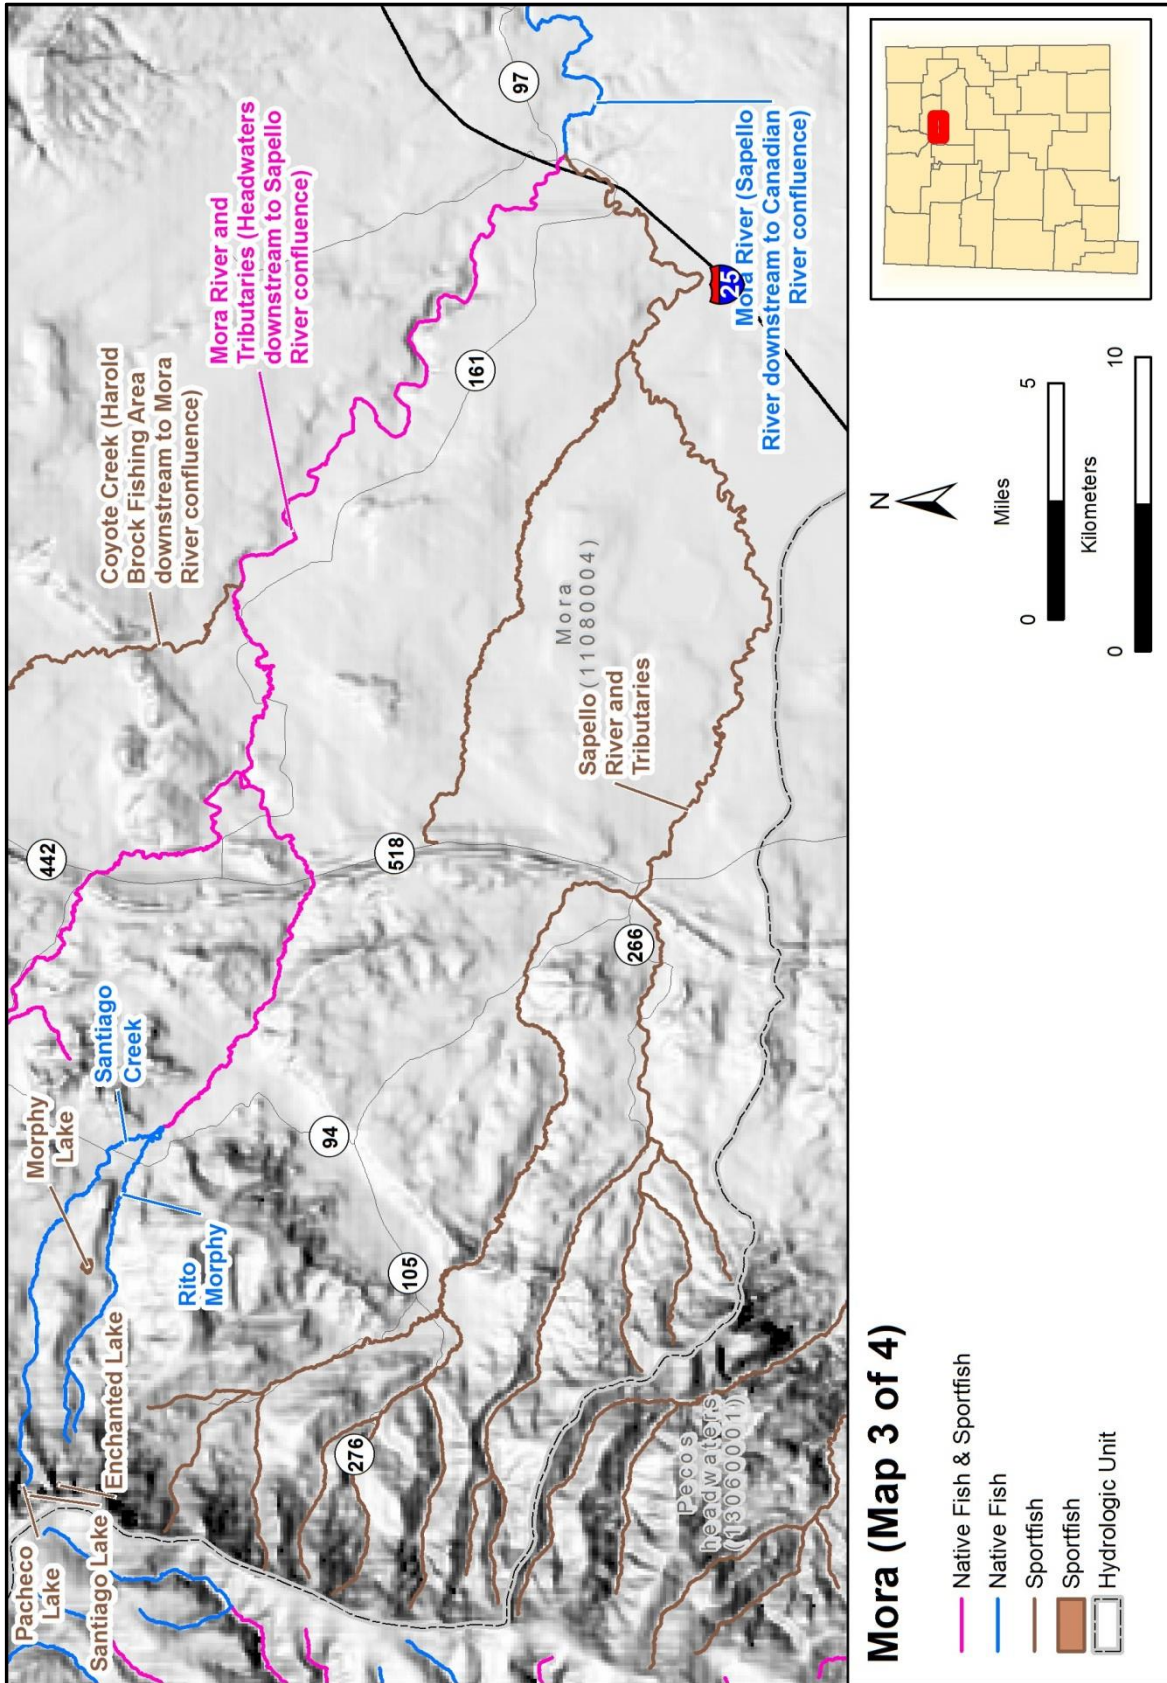 Pacheco
Lake
Santiago Lake
Enchanted Lake
Morphy
Lake
Santiago
Creek
Rito
Morphy
442
Coyote Creek (Harold
Brock Fishing Area
downstream to Mora
River confluence)
Mora River and
Tributaries (Headwaters
downstream to Sapello
River confluence)
97
161
518
94
105
276
266
Mora
(11080004)
Sapello
River and
Tributaries
25
Mora River (Sapello
River downstream to Canadian
River confluence)
Pecos
headwaters
(13060001)
Mora (Map 3 of 4)
Native Fish & Sportfish
Native Fish
Sportfish
Sportfish
Hydrologic Unit
N
Miles
0 5
Kilometers
0 10